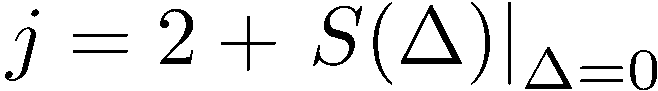 j = 2 + S(Δ)|_{Δ=0}